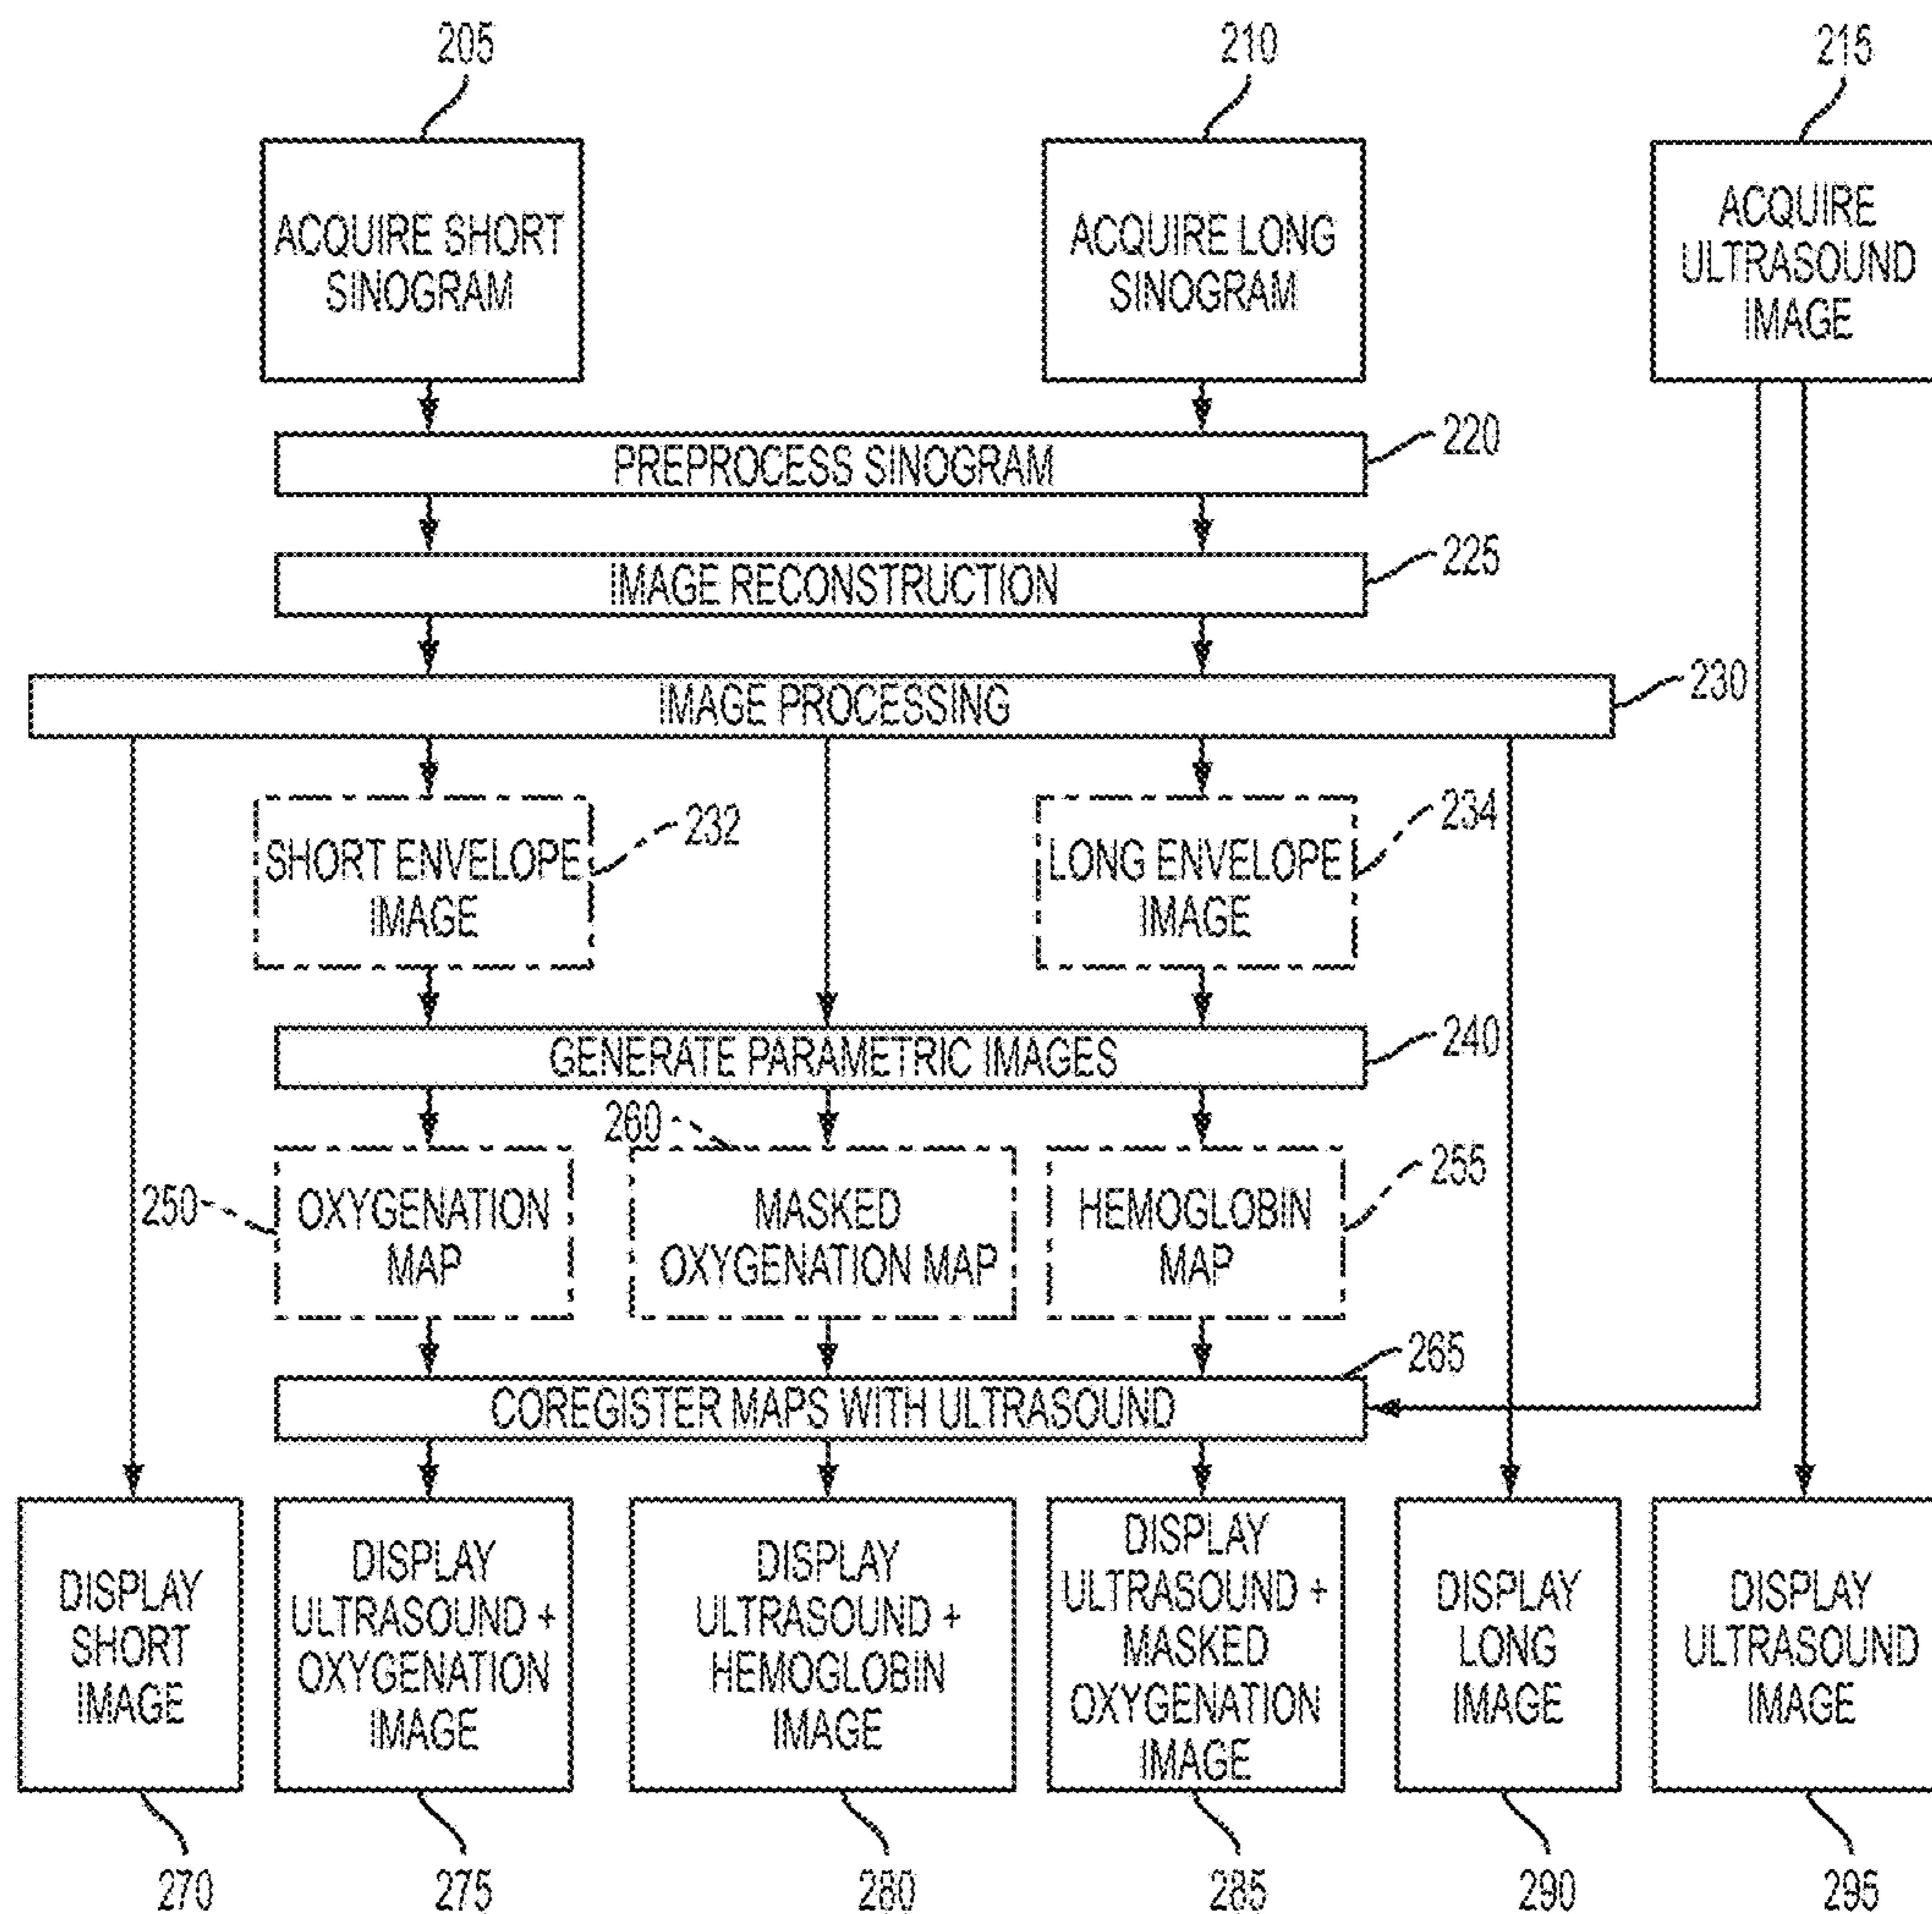 205
210
215
ACQUIRE SHORT
SINOGRAM
ACQUIRE LONG
SINOGRAM
ACQUIRE
ULTRASOUND
IMAGE
PREPROCESS SINOGRAM
220
IMAGE RECONSTRUCTION
225
IMAGE PROCESSING
230
SHORT ENVELOPE
IMAGE
232
LONG ENVELOPE
IMAGE
234
GENERATE PARAMETRIC IMAGES
240
260
250
OXYGENATION
MAP
MASKED
OXYGENATION MAP
HEMOGLOBIN
MAP
255
265
COREGISTER MAPS WITH ULTRASOUND
DISPLAY
SHORT
IMAGE
DISPLAY
ULTRASOUND +
OXYGENATION
IMAGE
DISPLAY
ULTRASOUND +
HEMOGLOBIN
IMAGE
DISPLAY
ULTRASOUND +
MASKED
OXYGENATION
IMAGE
DISPLAY
LONG
IMAGE
DISPLAY
ULTRASOUND
IMAGE
270
275
280
285
290
295